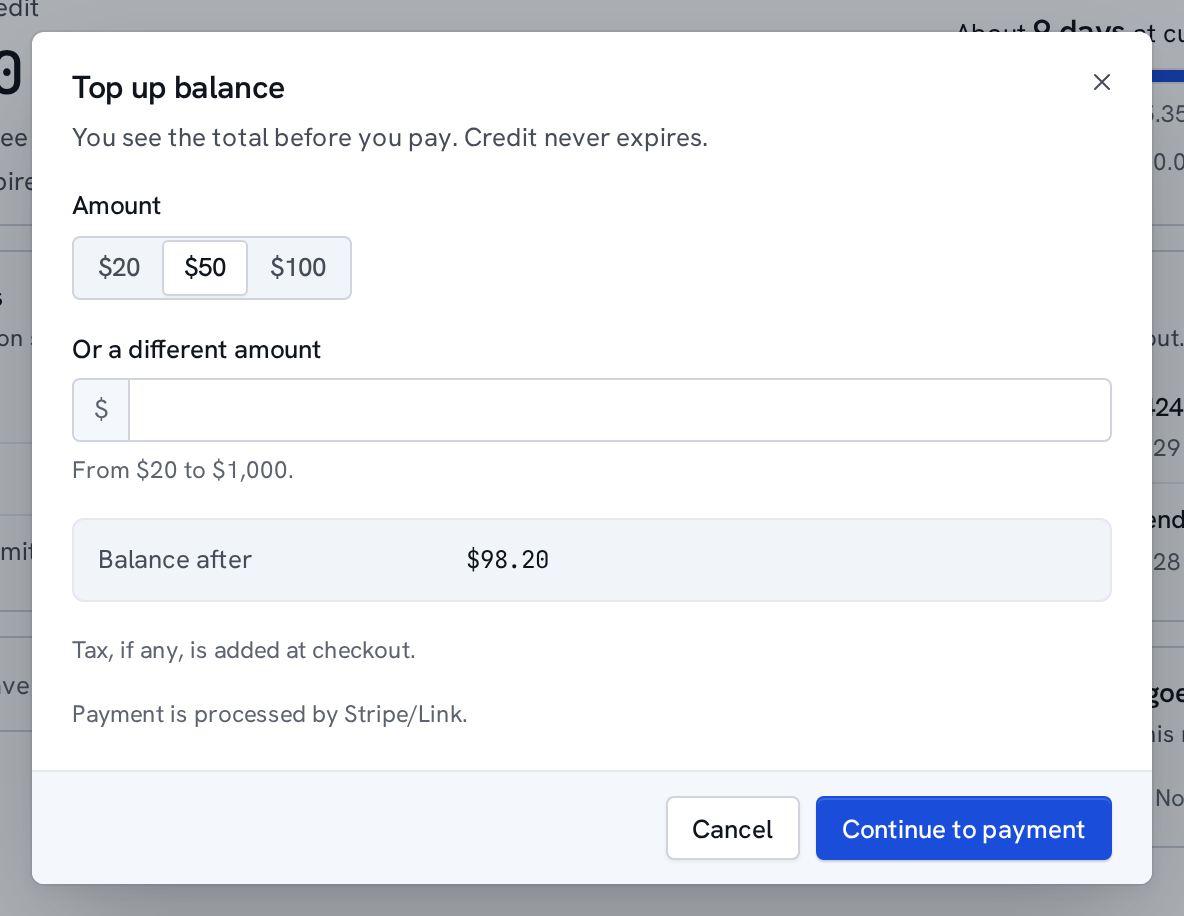 Top up balance
You see the total before you pay. Credit never expires.
Amount
$20 $50 $100
Or a different amount
$
From $20 to $1,000.
Balance after $98.20
Tax, if any, is added at checkout.
Payment is processed by Stripe/Link.
Cancel Continue to payment